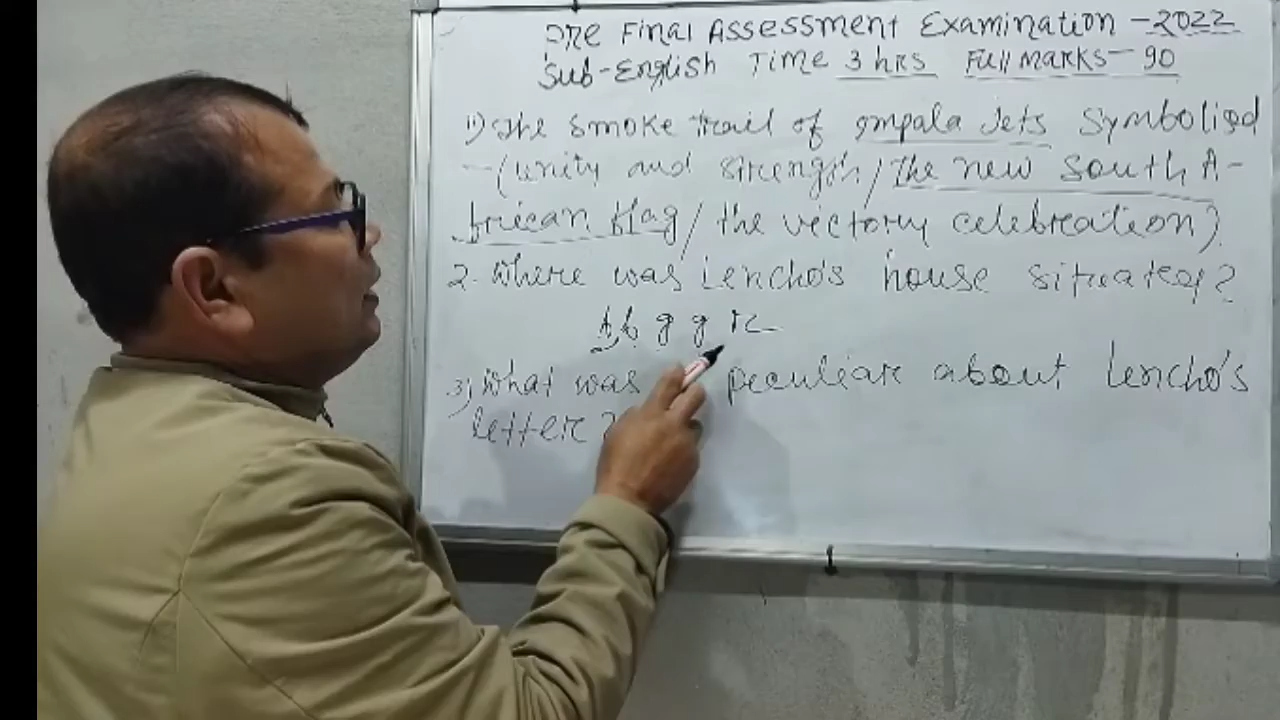 Pre Final Assessment Examination - 2022
Sub-English Time 3 hrs Full Marks - 90
1) The smoke trail of gmpala Jets Symbolised
- (unity and strength / The new south A-
frican flag / the vectory celebration)
2. Where was Lencho's house situated?
3) What was peculiar about Lencho's
letter?